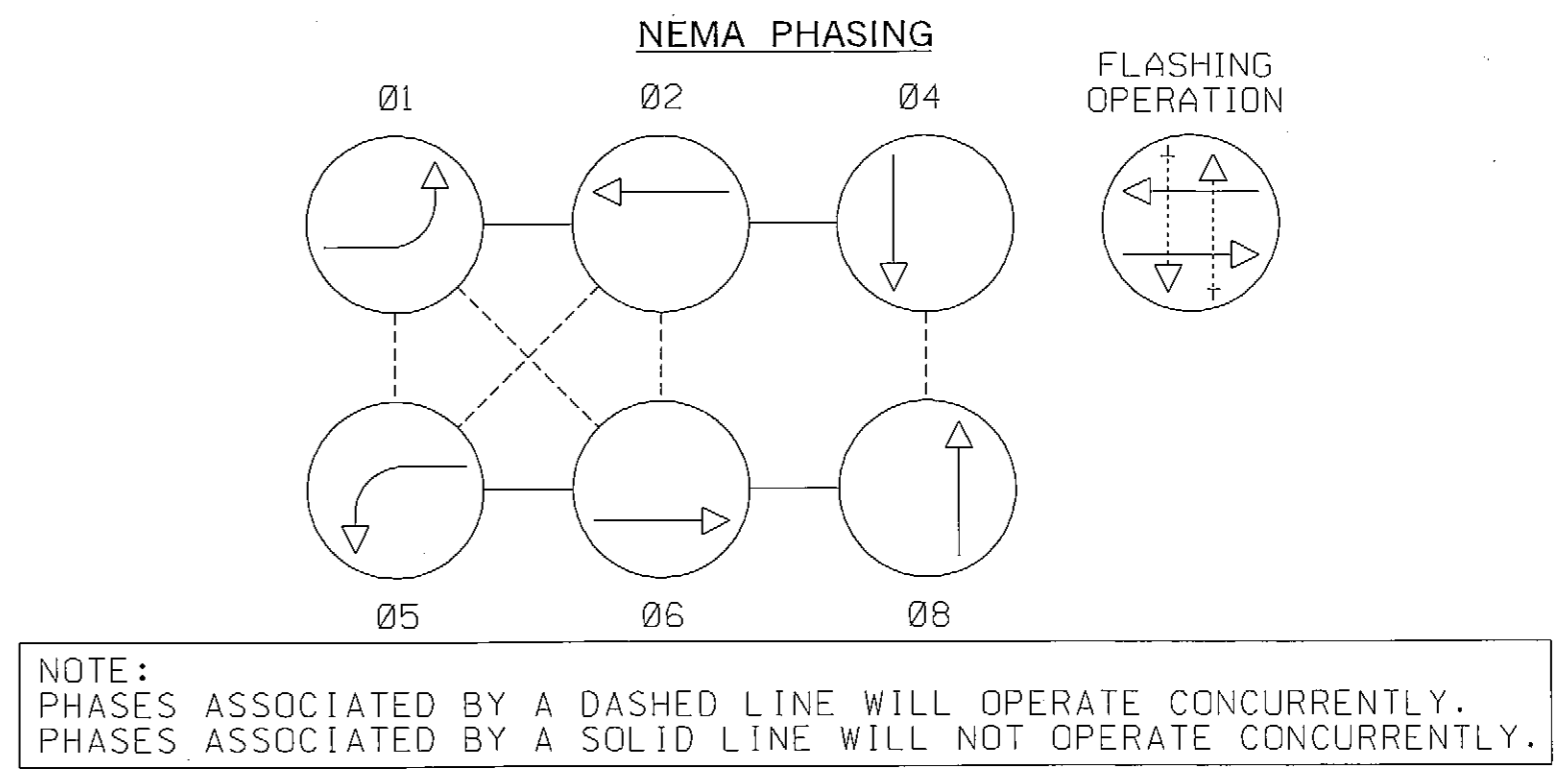 NEMA PHASING
Ø1
Ø2
Ø4
FLASHING
OPERATION
Ø5
Ø6
Ø8
NOTE:
PHASES ASSOCIATED BY A DASHED LINE WILL OPERATE CONCURRENTLY.
PHASES ASSOCIATED BY A SOLID LINE WILL NOT OPERATE CONCURRENTLY.